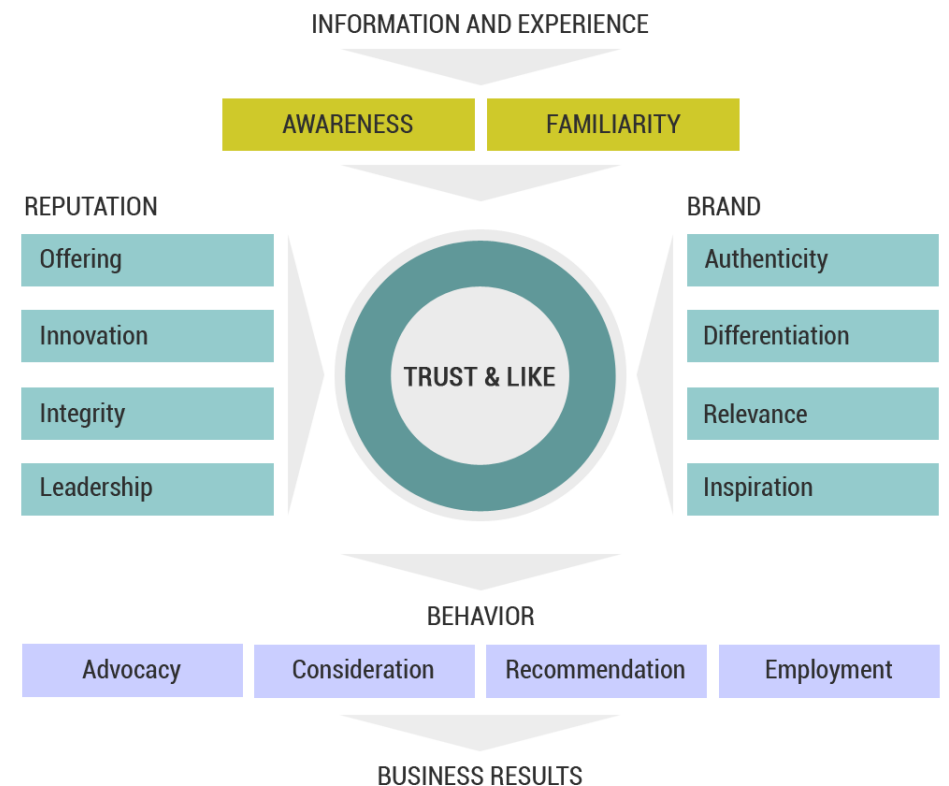 INFORMATION AND EXPERIENCE
AWARENESS
FAMILIARITY
REPUTATION
Offering
Innovation
Integrity
Leadership
TRUST & LIKE
BRAND
Authenticity
Differentiation
Relevance
Inspiration
BEHAVIOR
Advocacy
Consideration
Recommendation
Employment
BUSINESS RESULTS